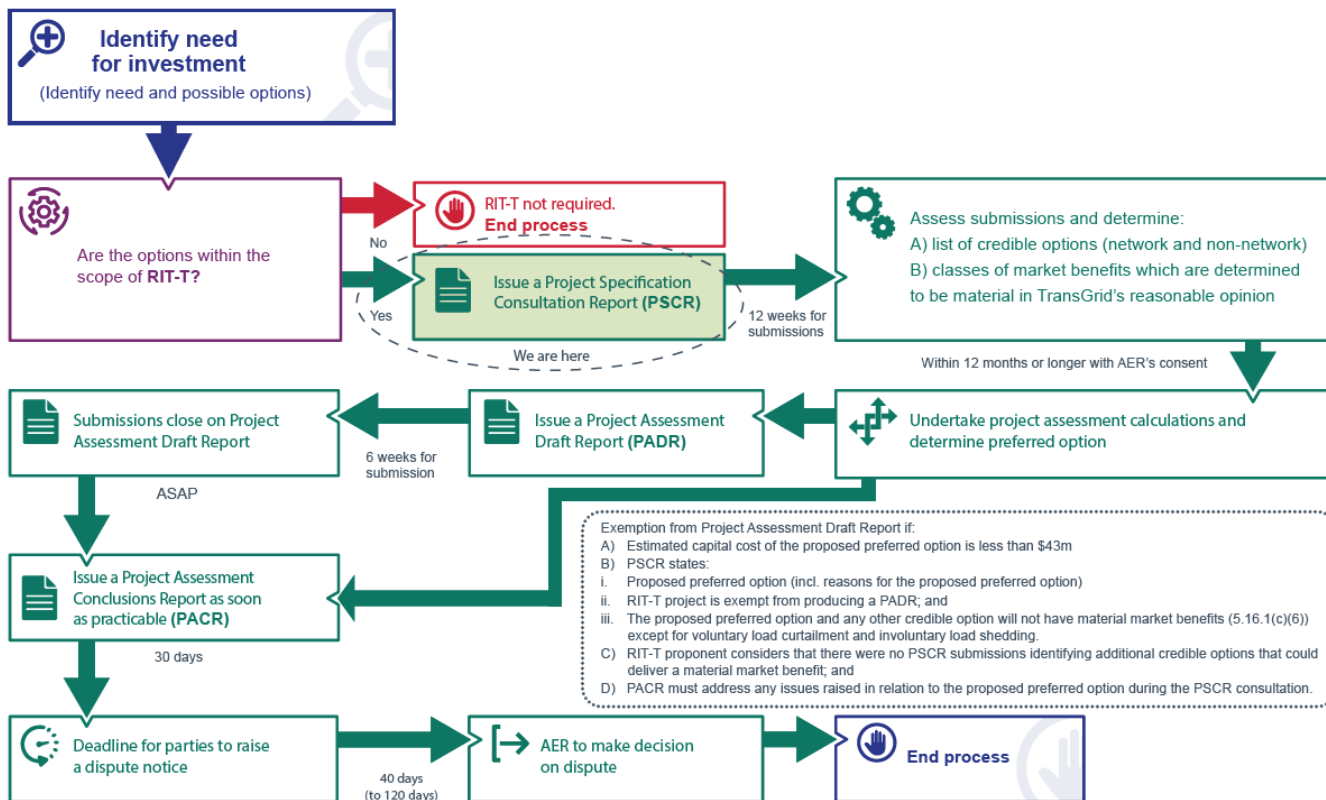 Identify need
for investment
(Identify need and possible options)
Are the options within the
scope of RIT-T?
No
RIT-T not required.
End process
Yes
Issue a Project Specification
Consultation Report (PSCR)
We are here
12 weeks for
submissions
Assess submissions and determine:
A) list of credible options (network and non-network)
B) classes of market benefits which are determined
to be material in TransGrid's reasonable opinion
Within 12 months or longer with AER's consent
Undertake project assessment calculations and
determine preferred option
Issue a Project Assessment
Draft Report (PADR)
6 weeks for
submission
Submissions close on Project
Assessment Draft Report
ASAP
Exemption from Project Assessment Draft Report if:
A) Estimated capital cost of the proposed preferred option is less than $43m
B) PSCR states:
i. Proposed preferred option (incl. reasons for the proposed preferred option)
ii. RIT-T project is exempt from producing a PADR; and
iii. The proposed preferred option and any other credible option will not have material market benefits (5.16.1(c)(6))
except for voluntary load curtailment and involuntary load shedding.
C) RIT-T proponent considers that there were no PSCR submissions identifying additional credible options that could
deliver a material market benefit; and
D) PACR must address any issues raised in relation to the proposed preferred option during the PSCR consultation.
Issue a Project Assessment
Conclusions Report as soon
as practicable (PACR)
30 days
Deadline for parties to raise
a dispute notice
40 days
(to 120 days)
AER to make decision
on dispute
End process